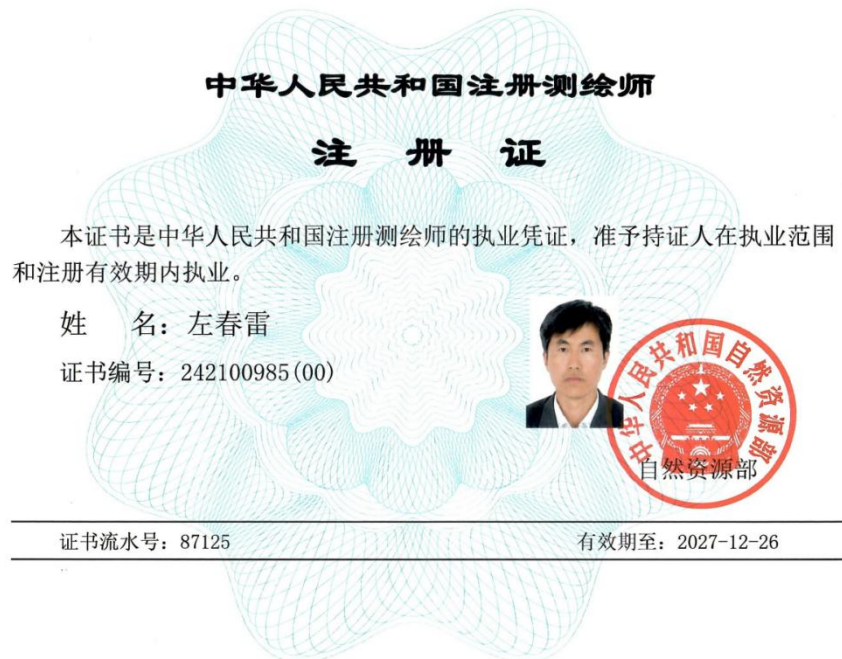 中华人民共和国注册测绘师
注 册 证
本证书是中华人民共和国注册测绘师的执业凭证，准予持证人在执业范围
和注册有效期内执业。
姓 名：左春雷
证书编号：242100985(00)
中华人民共和国自然资源部
自然资源部
证书流水号：87125
有效期至：2027-12-26